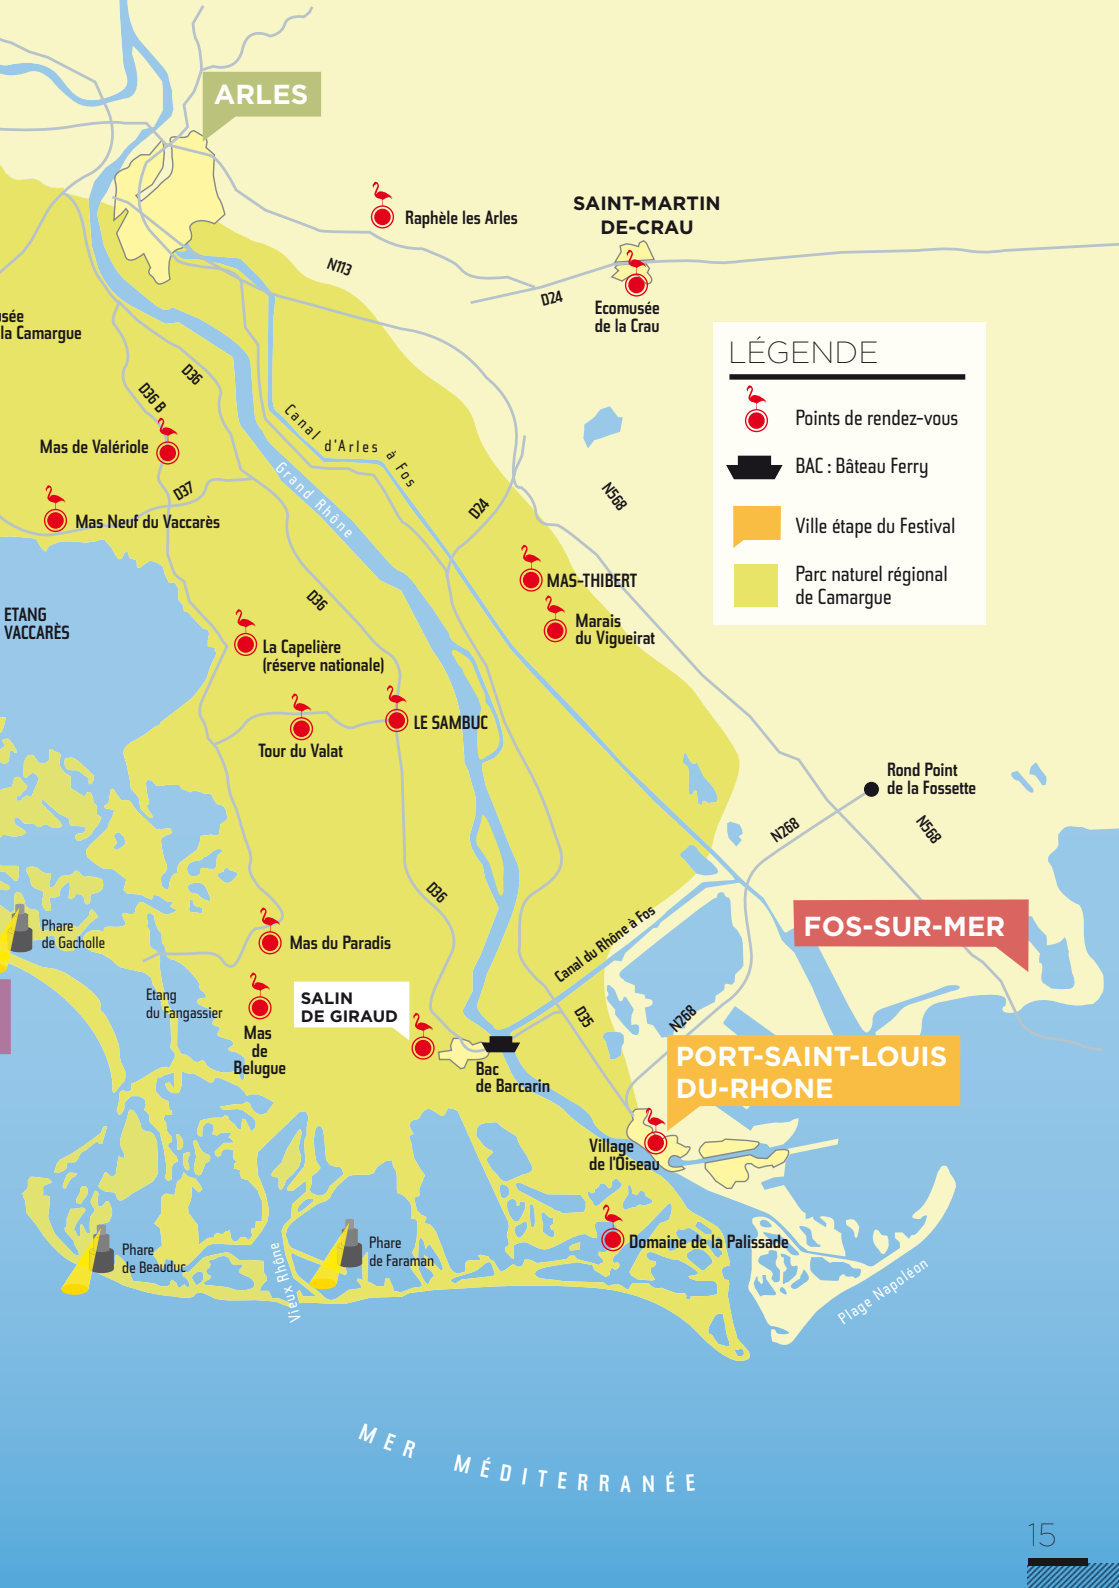 ARLES
Raphèle les Arles
SAINT-MARTIN
DE-CRAU
N113
D24
Ecomusée
de la Crau
la Camargue
LÉGENDE
Points de rendez-vous
BAC : Bâteau Ferry
Ville étape du Festival
Parc naturel régional
de Camargue
D36
D36 B
Mas de Valériole
Canal
d'Arles
à Fos
Grand Rhône
D37
Mas Neuf du Vaccarès
D24
N568
MAS-THIBERT
Marais
du Vigueirat
ETANG
VACCARÈS
D36
La Capelière
(réserve nationale)
LE SAMBUC
Tour du Valat
Rond Point
de la Fossette
N268
N568
D36
Phare
de Gacholle
Mas du Paradis
Canal du Rhône à Fos
FOS-SUR-MER
Etang
du Fangassier
SALIN
DE GIRAUD
Mas
de
Belugue
D35
N268
Bac
de Barcarin
PORT-SAINT-LOUIS
DU-RHONE
Village
de l'Oiseau
Domaine de la Palissade
Phare
de Beauduc
Vieux Rhône
Phare
de Faraman
Plage Napoléon
MER MÉDITERRANÉE
15